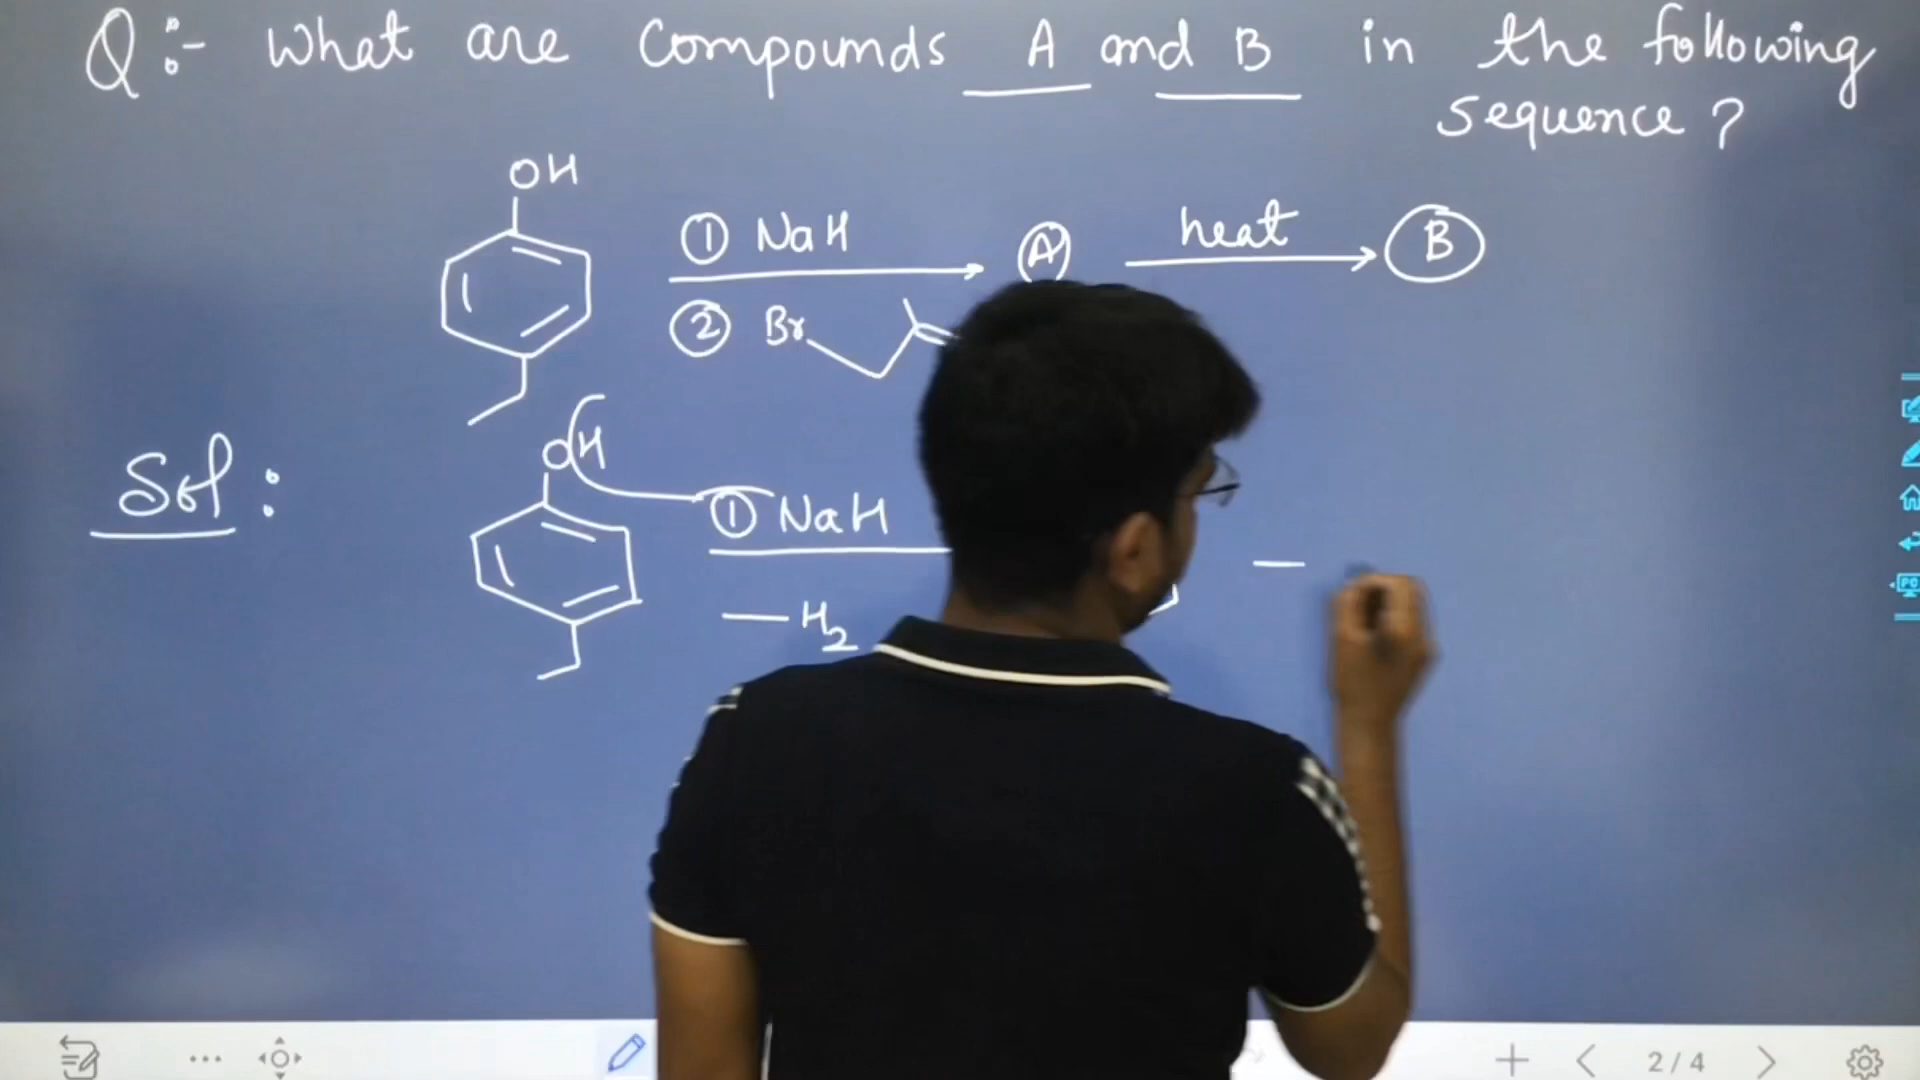 Q:- What are Compounds A and B in the following
sequence ?
OH
① NaH
A
heat
B
② Br
Sol :
OH
① NaH
— H2
2/4